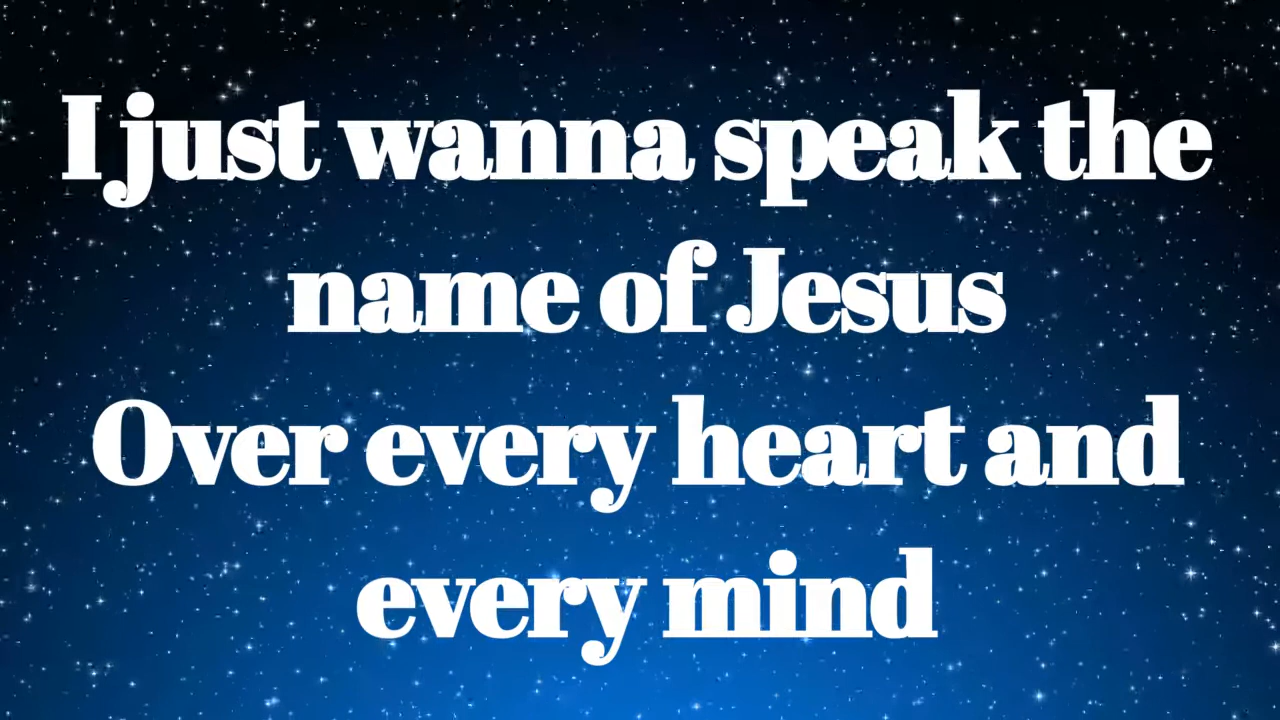 I just wanna speak the
name of Jesus
Over every heart and
every mind